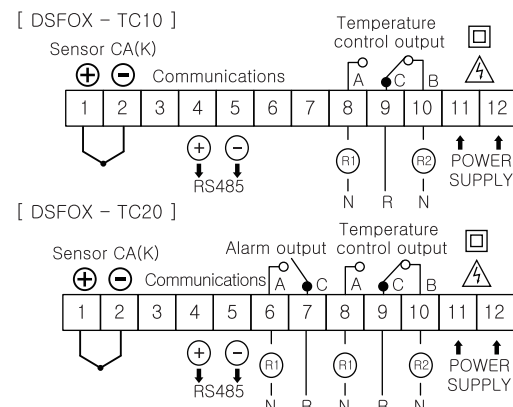 [ DSFOX - TC10 ]
Temperature
control output
Sensor CA(K)
Communications
A C B
1 2 3 4 5 6 7 8 9 10 11 12
R1 R2
POWER
SUPPLY
RS485
N R N
[ DSFOX - TC20 ]
Temperature
control output
Alarm output
Sensor CA(K)
Communications
A C A C B
1 2 3 4 5 6 7 8 9 10 11 12
R1 R1 R2
POWER
SUPPLY
RS485
N R N R N